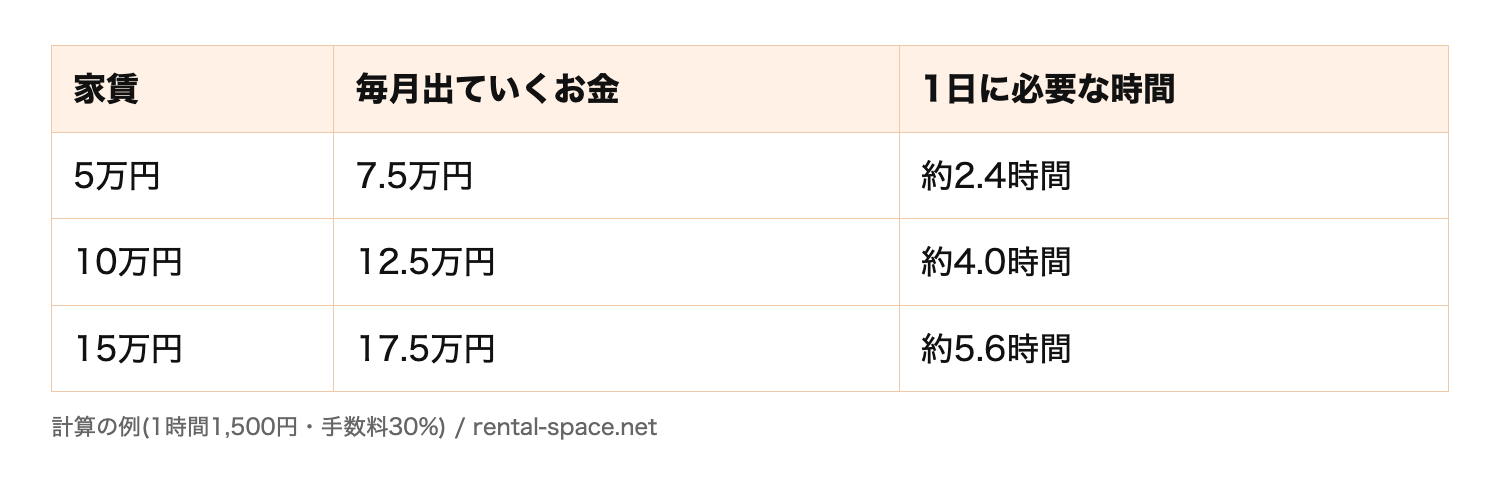 家賃 毎月出ていくお金 1日に必要な時間
5万円 7.5万円 約2.4時間
10万円 12.5万円 約4.0時間
15万円 17.5万円 約5.6時間
計算の例(1時間1,500円・手数料30%) / rental-space.net